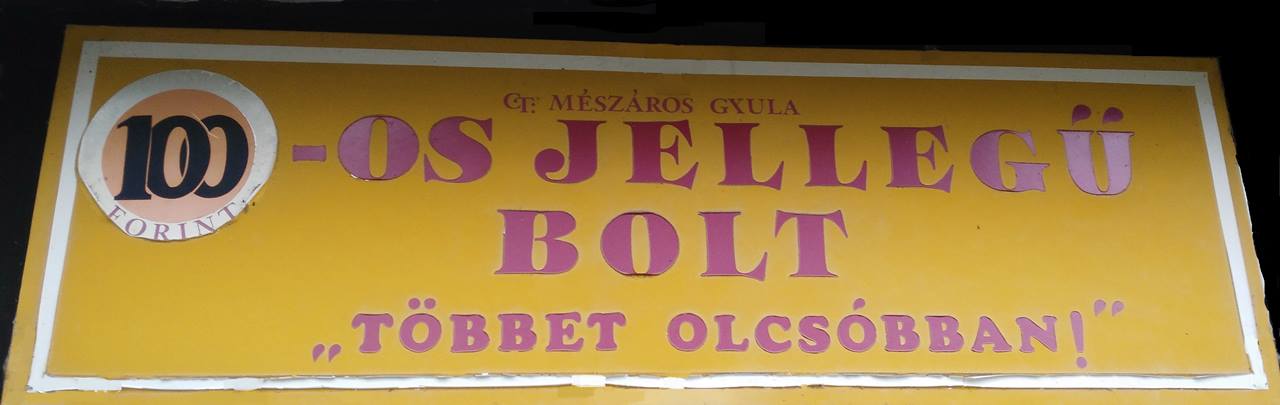 CT. MÉSZÁROS GYULA
100 FORINT -OS JELLEGŰ
BOLT
„TÖBBET OLCSÓBBAN!”